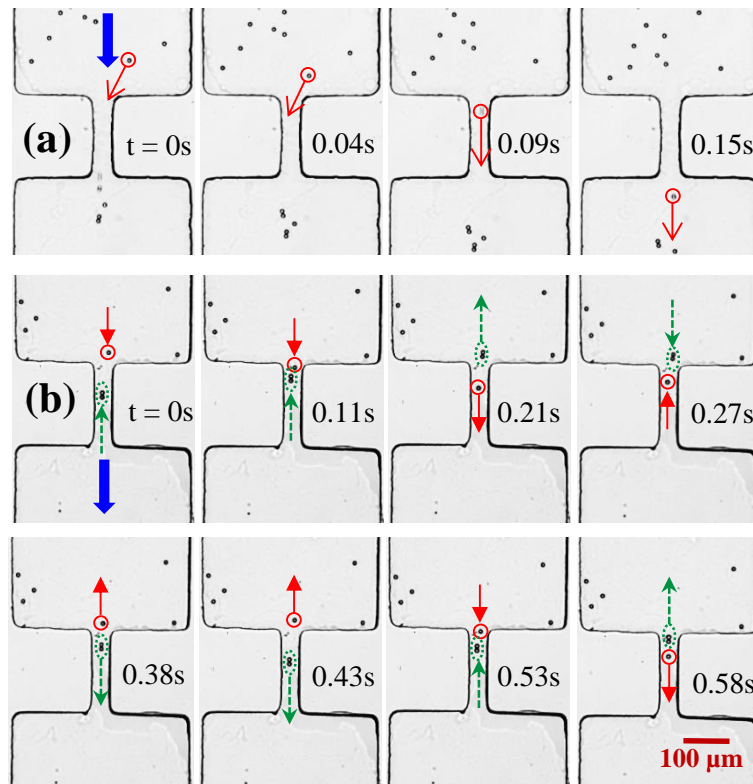 (a)
t = 0s
0.04s
0.09s
0.15s
(b)
t = 0s
0.11s
0.21s
0.27s
0.38s
0.43s
0.53s
0.58s
100 μm